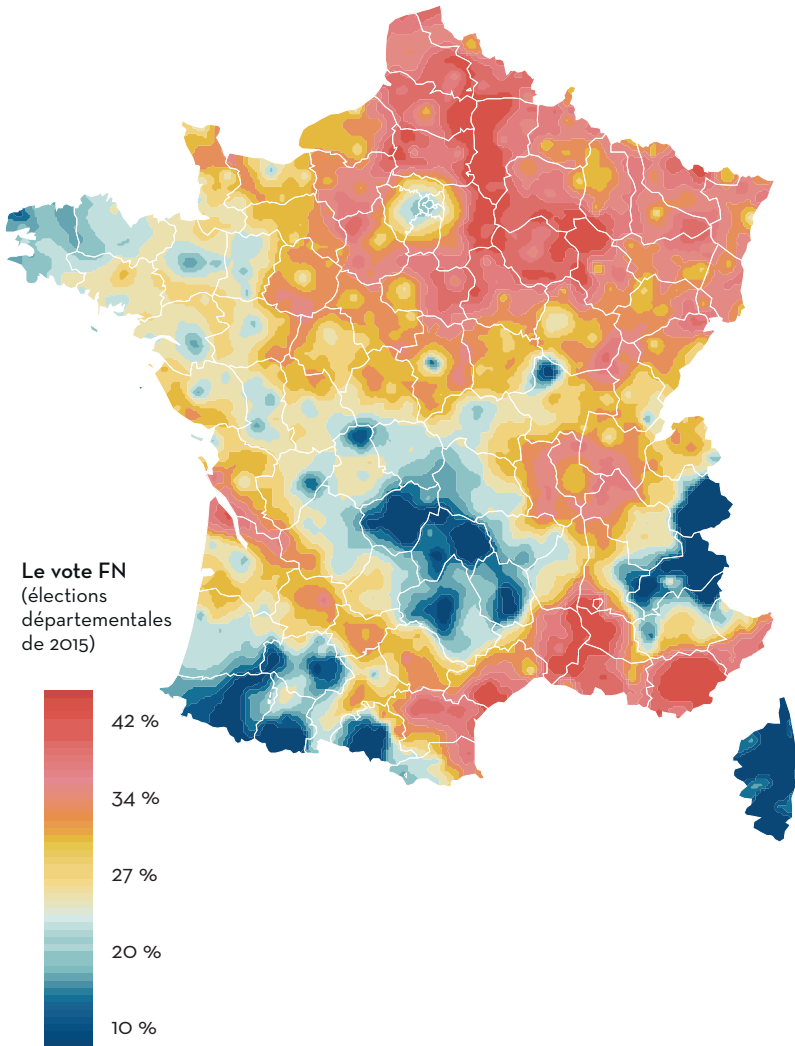 Le vote FN
(élections
départementales
de 2015)
42 %
34 %
27 %
20 %
10 %